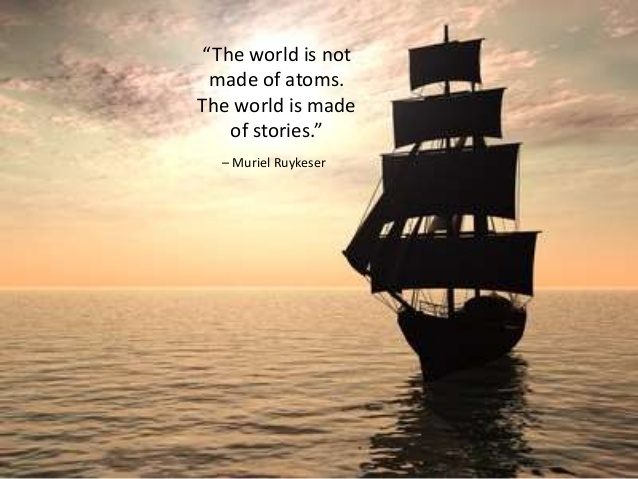 “The world is not
made of atoms.
The world is made
of stories.”
– Muriel Ruykeser